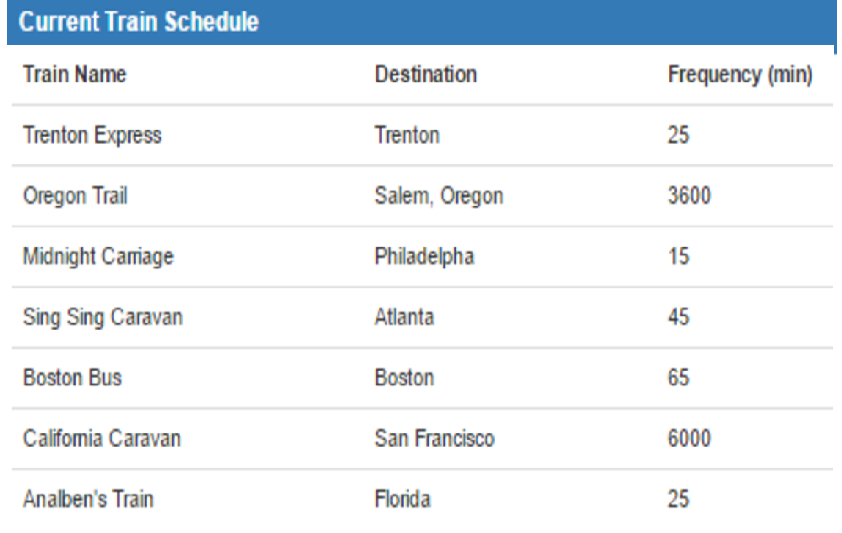 Current Train Schedule
Train Name Destination Frequency (min)
Trenton Express Trenton 25
Oregon Trail Salem, Oregon 3600
Midnight Carriage Philadelpha 15
Sing Sing Caravan Atlanta 45
Boston Bus Boston 65
California Caravan San Francisco 6000
Analben's Train Florida 25